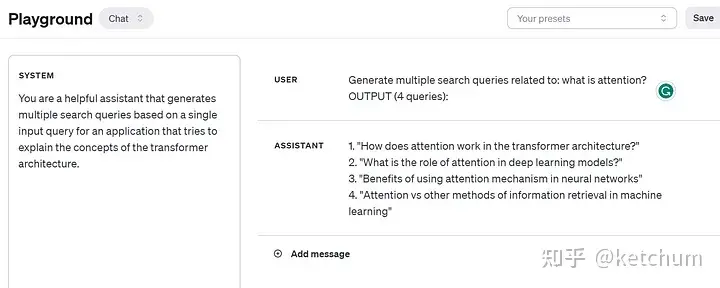 Playground
Chat
Your presets
Save
SYSTEM
You are a helpful assistant that generates
multiple search queries based on a single
input query for an application that tries to
explain the concepts of the transformer
architecture.
USER
Generate multiple search queries related to: what is attention?
OUTPUT (4 queries):
ASSISTANT
1. "How does attention work in the transformer architecture?"
2. "What is the role of attention in deep learning models?"
3. "Benefits of using attention mechanism in neural networks"
4. "Attention vs other methods of information retrieval in machine
learning"
Add message
知乎 @ketchum